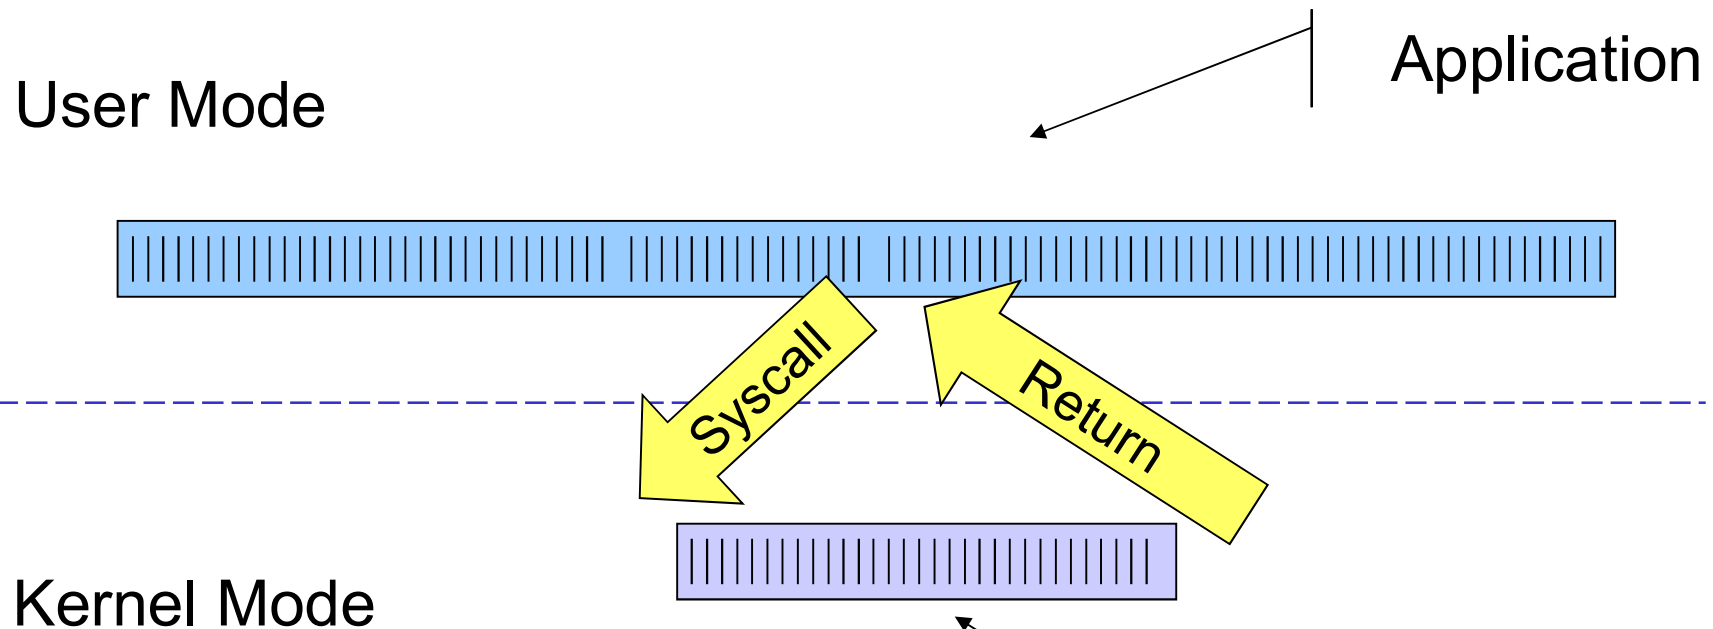 Application
User Mode
Syscall
Return
Kernel Mode